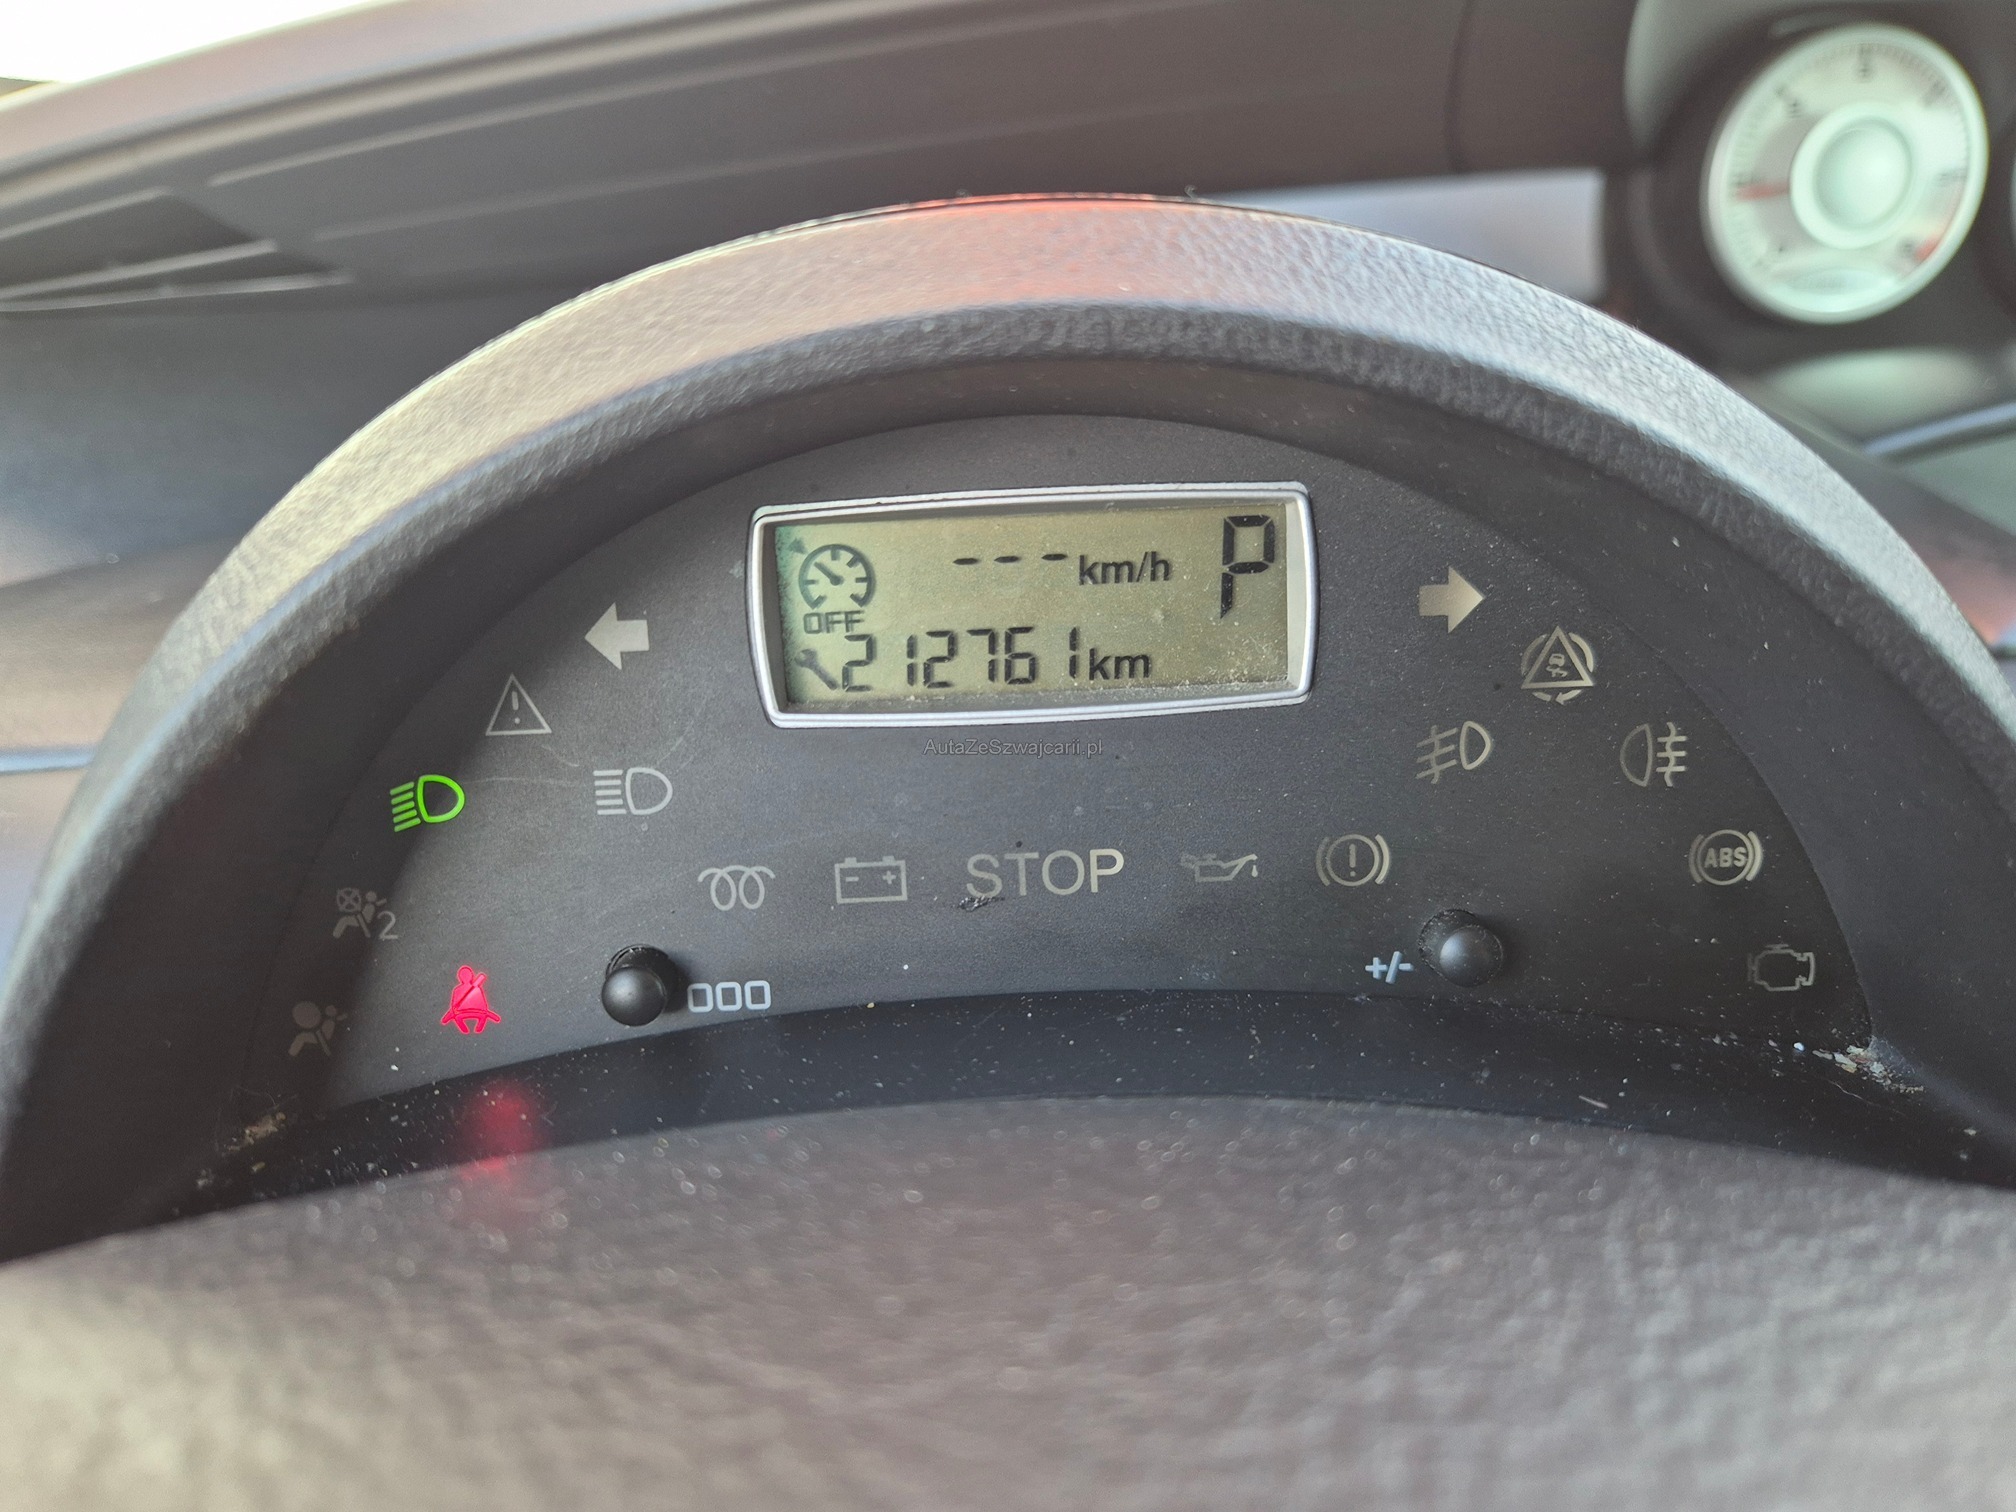 --- km/h P
OFF
212761 km
AutaZeSzwajcarii.pl
STOP
ABS
2
000
+/-